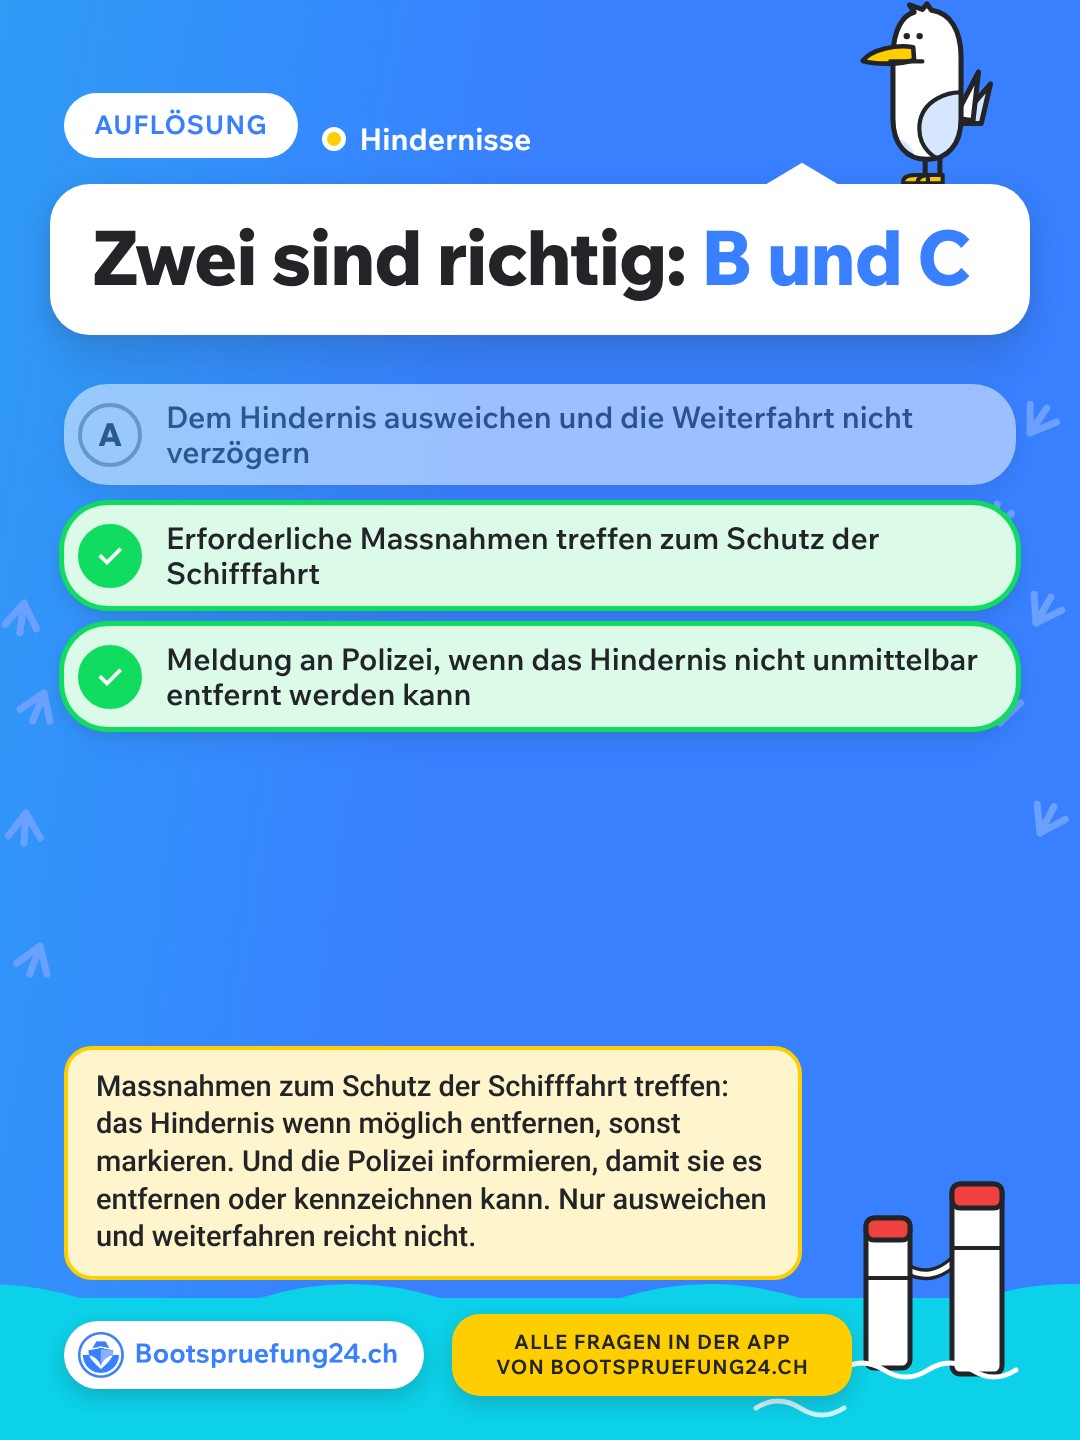 AUFLÖSUNG
Hindernisse
Zwei sind richtig: B und C
A
Dem Hindernis ausweichen und die Weiterfahrt nicht
verzögern
Erforderliche Massnahmen treffen zum Schutz der
Schifffahrt
Meldung an Polizei, wenn das Hindernis nicht unmittelbar
entfernt werden kann
Massnahmen zum Schutz der Schifffahrt treffen:
das Hindernis wenn möglich entfernen, sonst
markieren. Und die Polizei informieren, damit sie es
entfernen oder kennzeichnen kann. Nur ausweichen
und weiterfahren reicht nicht.
Bootspruefung24.ch
ALLE FRAGEN IN DER APP
VON BOOTSPRUEFUNG24.CH